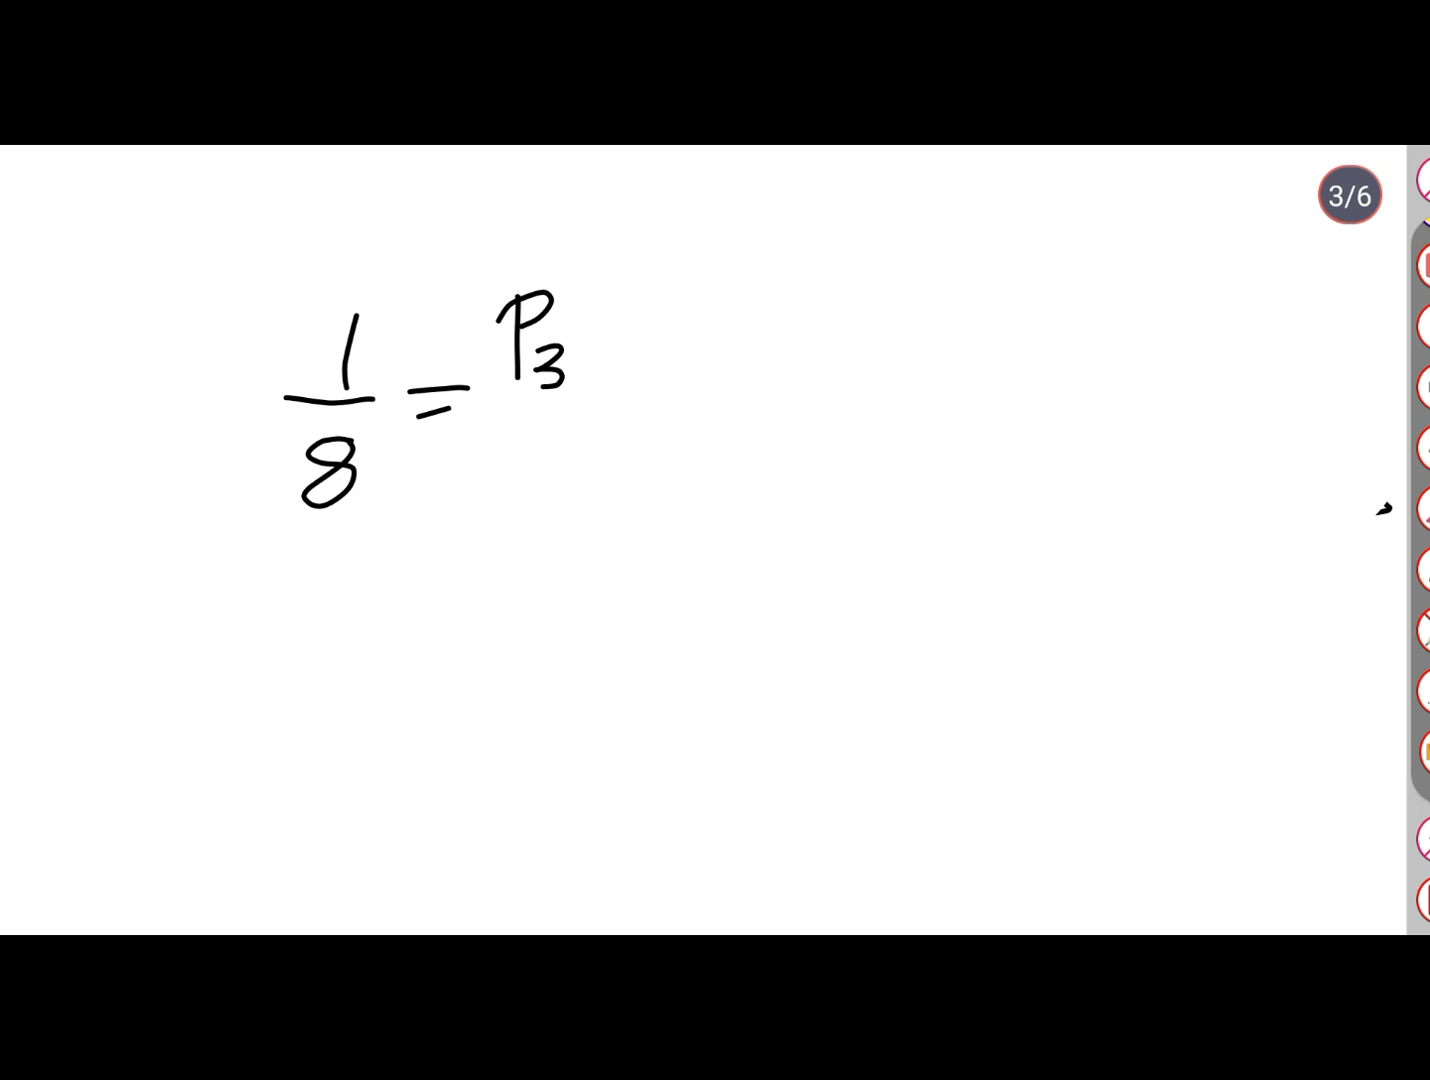 3/6
1/8 = P₃